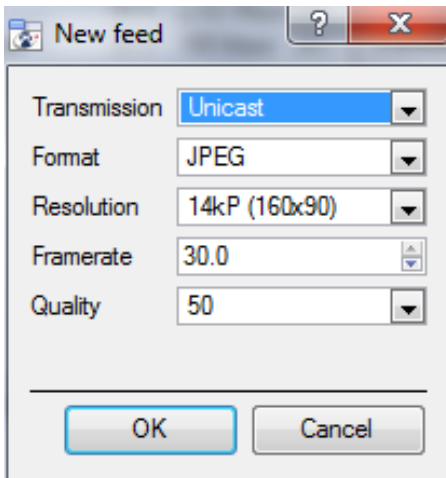 New feed
Transmission Unicast
Format JPEG
Resolution 14kP (160x90)
Framerate 30.0
Quality 50
OK Cancel